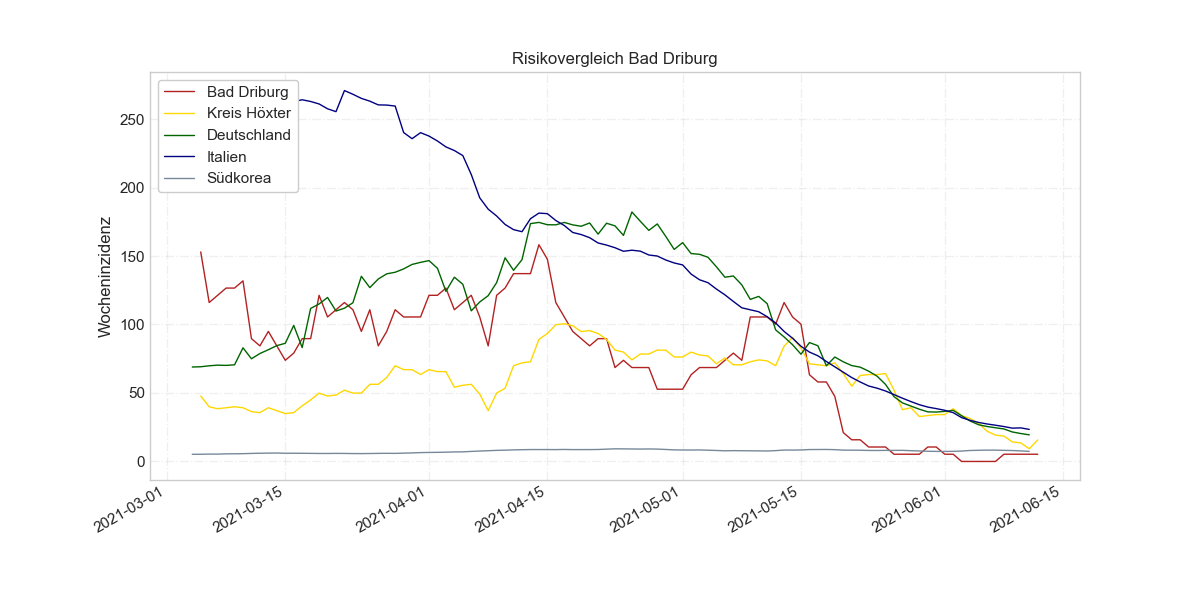 Risikovergleich Bad Driburg
Bad Driburg
Kreis Höxter
Deutschland
Italien
Südkorea
Wocheninzidenz
250
200
150
100
50
0
2021-03-01
2021-03-15
2021-04-01
2021-04-15
2021-05-01
2021-05-15
2021-06-01
2021-06-15